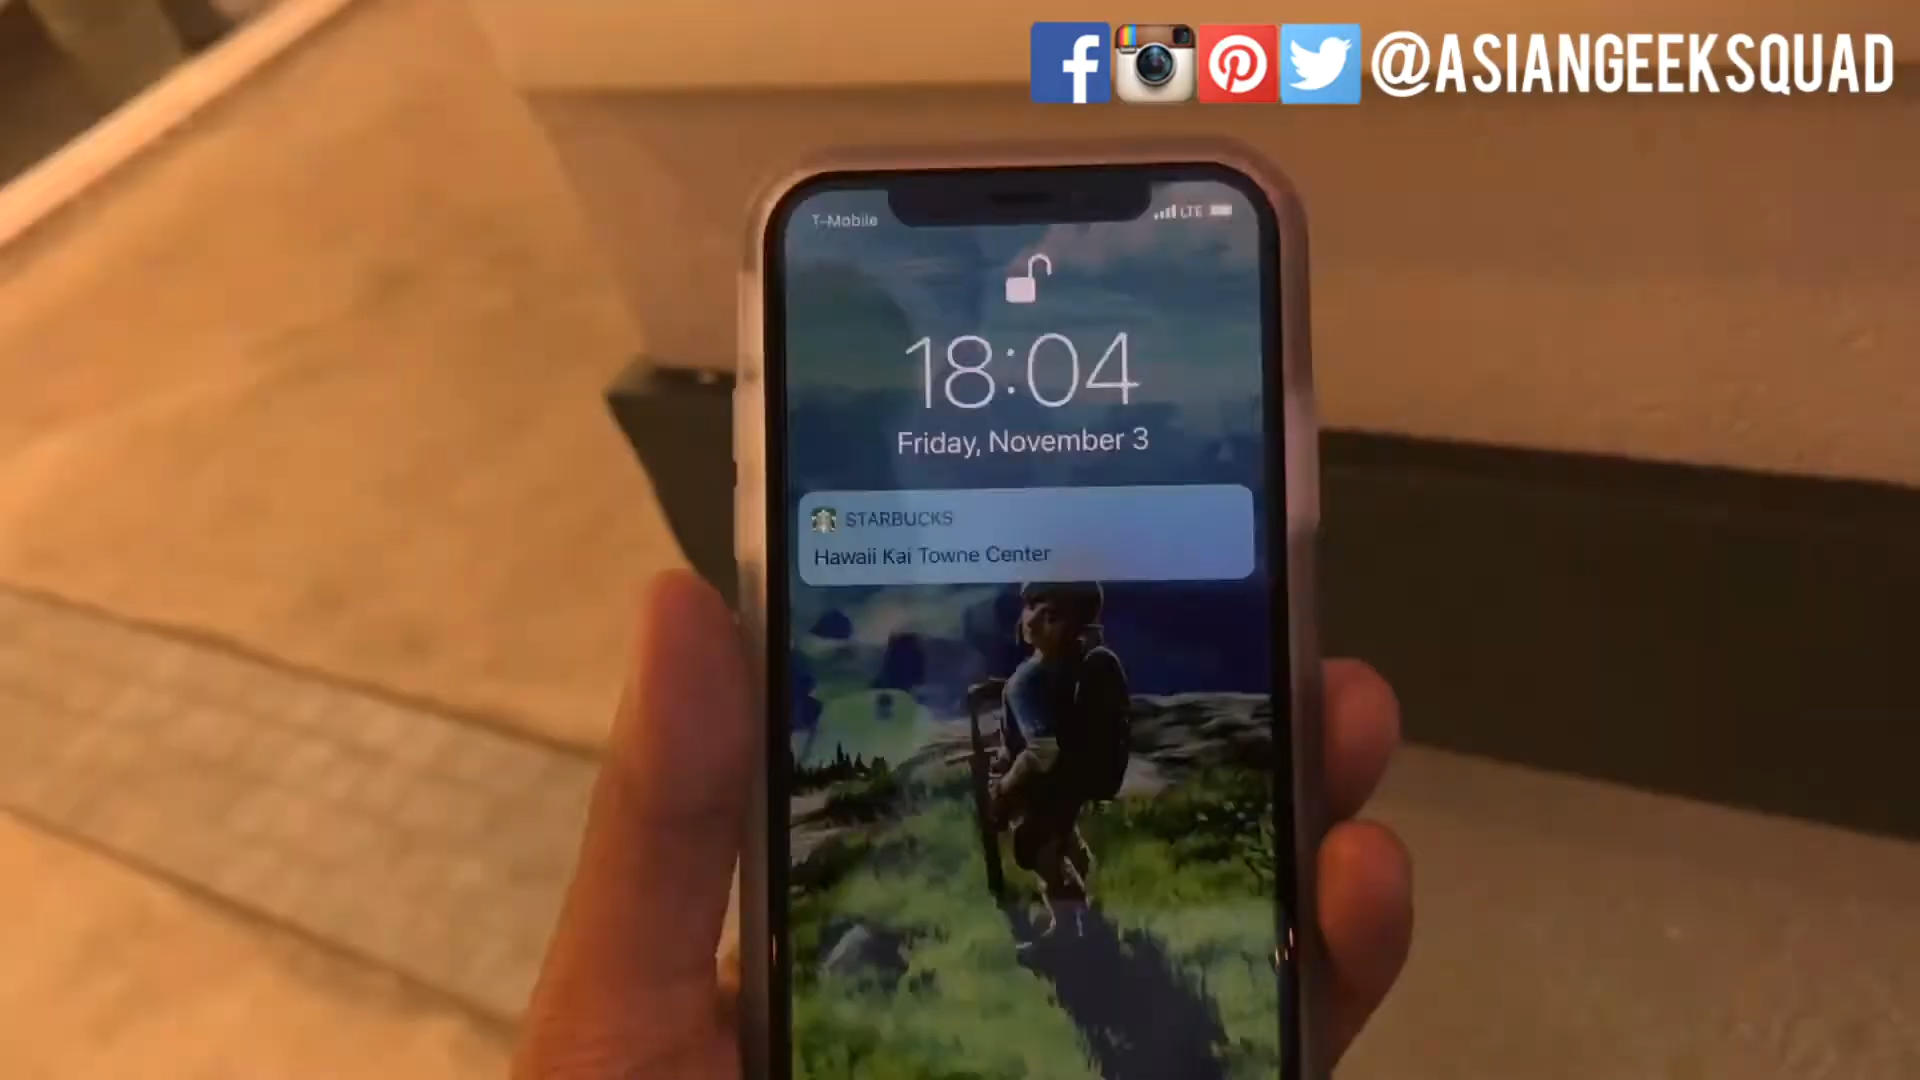 @ASIANGEEKSQUAD
T-Mobile
LTE
18:04
Friday, November 3
STARBUCKS
Hawaii Kai Towne Center